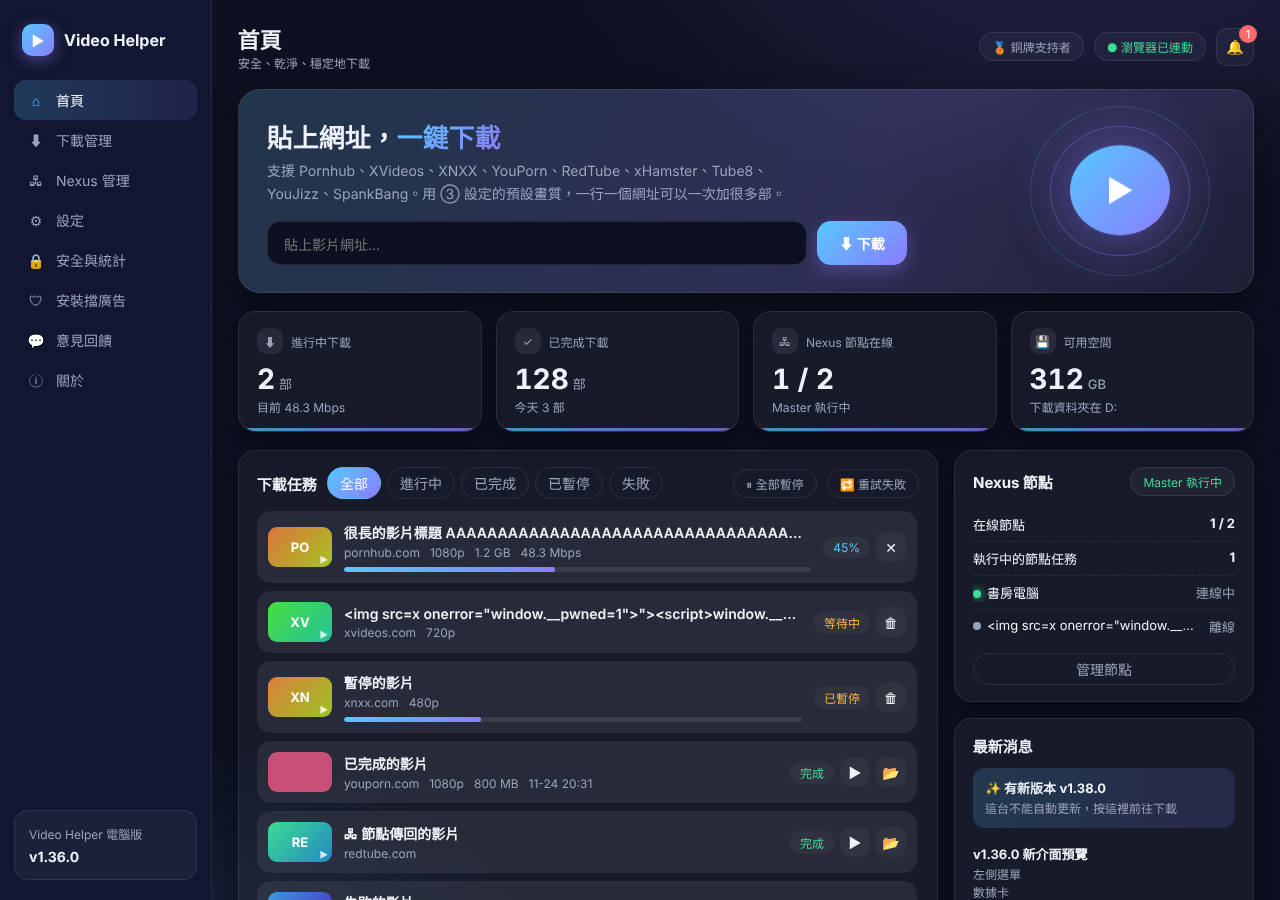 Video Helper
首頁
下載管理
Nexus 管理
設定
安全與統計
安裝擋廣告
意見回饋
關於
Video Helper 電腦版
v1.36.0
首頁
安全、乾淨、穩定地下載
銅牌支持者
瀏覽器已連動
1
貼上網址，一鍵下載
支援 Pornhub、XVideos、XNXX、YouPorn、RedTube、xHamster、Tube8、
YouJizz、SpankBang。用 ③ 設定的預設畫質，一行一個網址可以一次加很多部。
貼上影片網址...
⬇ 下載
進行中下載
2 部
目前 48.3 Mbps
已完成下載
128 部
今天 3 部
Nexus 節點在線
1 / 2
Master 執行中
可用空間
312 GB
下載資料夾在 D:
下載任務
全部
進行中
已完成
已暫停
失敗
全部暫停
重試失敗
PO
很長的影片標題 AAAAAAAAAAAAAAAAAAAAAAAAAAAAAAAAA...
pornhub.com 1080p 1.2 GB 48.3 Mbps
45%
XV
<img src=x onerror="window.__pwned=1">"><script>window.__...
xvideos.com 720p
等待中
XN
暫停的影片
xnxx.com 480p
已暫停
已完成的影片
youporn.com 1080p 800 MB 11-24 20:31
完成
RE
節點傳回的影片
redtube.com
完成
Nexus 節點
Master 執行中
在線節點
1 / 2
執行中的節點任務
1
書房電腦
連線中
<img src=x onerror="window.__...
離線
管理節點
最新消息
✨ 有新版本 v1.38.0
這台不能自動更新，按這裡前往下載
v1.36.0 新介面預覽
左側選單
數據卡